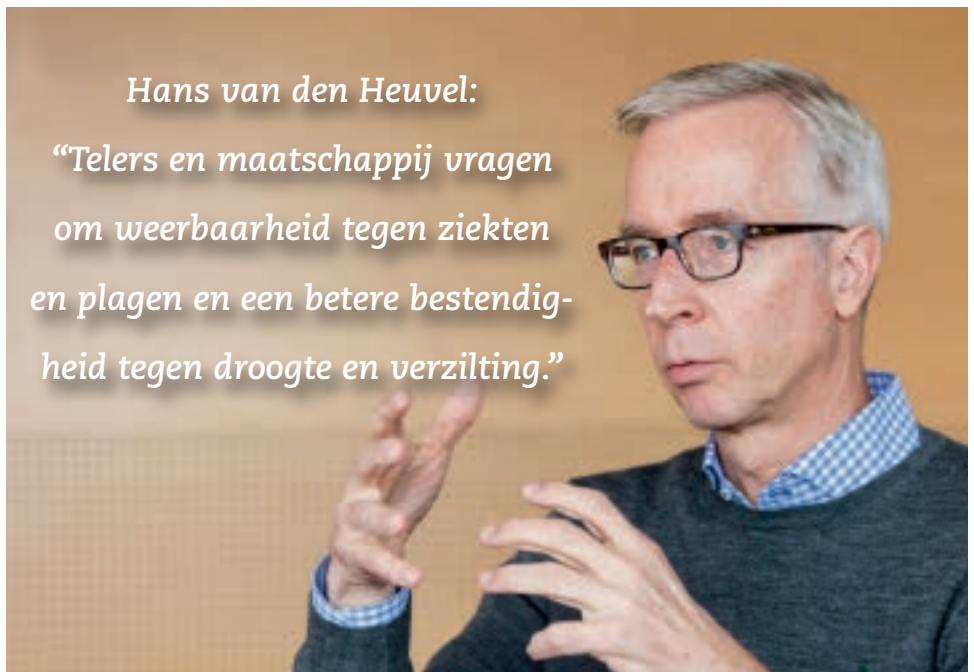 Hans van den Heuvel:
“Telers en maatschappij vragen
om weerbaarheid tegen ziekten
en plagen en een betere bestendig-
heid tegen droogte en verzilting.”